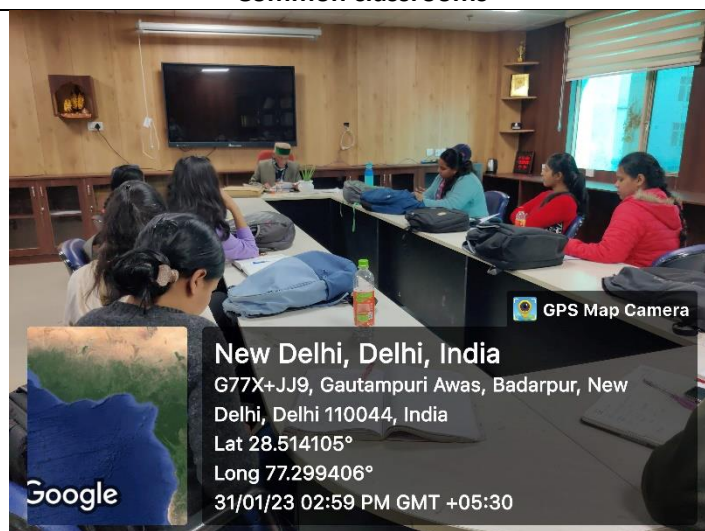 GPS Map Camera
New Delhi, Delhi, India
G77X+JJ9, Gautampuri Awas, Badarpur, New
Delhi, Delhi 110044, India
Lat 28.514105°
Long 77.299406°
31/01/23 02:59 PM GMT +05:30
Google